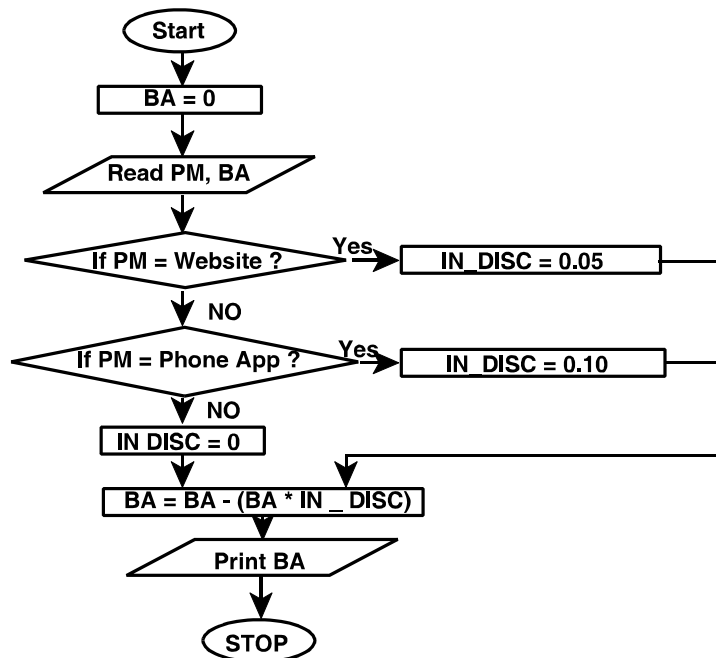 Start
BA = 0
Read PM, BA
If PM = Website ?
Yes
IN_DISC = 0.05
NO
If PM = Phone App ?
Yes
IN_DISC = 0.10
NO
IN DISC = 0
BA = BA - (BA * IN _ DISC)
Print BA
STOP